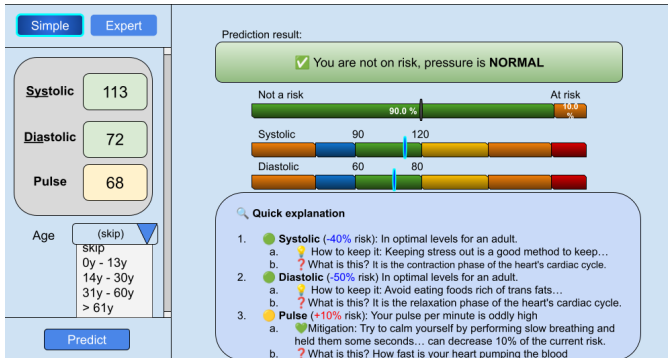 Simple Expert
Systolic 113
Diastolic 72
Pulse 68
Age (skip)
skip
0y - 13y
14y - 30y
31y - 60y
> 61y
Predict
Prediction result:
✅ You are not on risk, pressure is NORMAL
Not a risk At risk
90.0 % 10.0
%
Systolic 90 120
Diastolic 60 80
🔍 Quick explanation
1. 🟢 Systolic (-40% risk): In optimal levels for an adult.
a. 💡 How to keep it: Keeping stress out is a good method to keep…
b. ❓What is this? It is the contraction phase of the heart's cardiac cycle.
2. 🟢 Diastolic (-50% risk) In optimal levels for an adult.
a. 💡 How to keep it: Avoid eating foods rich of trans fats…
b. ❓What is this? It is the relaxation phase of the heart's cardiac cycle.
3. 🟡 Pulse (+10% risk): Your pulse per minute is oddly high
a. 💚Mitigation: Try to calm yourself by performing slow breathing and
held them some seconds… can decrease 10% of the current risk.
b. ❓What is this? How fast is your heart pumping the blood